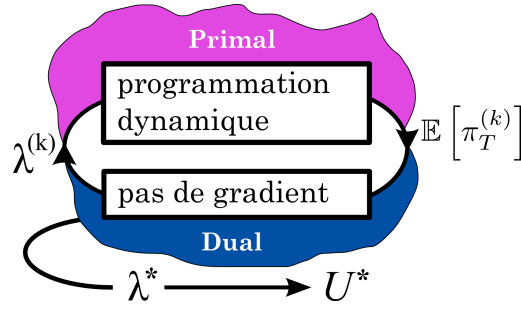 Primal
programmation
dynamique
λ^(k)
𝔼 [π_T^(k)]
pas de gradient
Dual
λ* U*